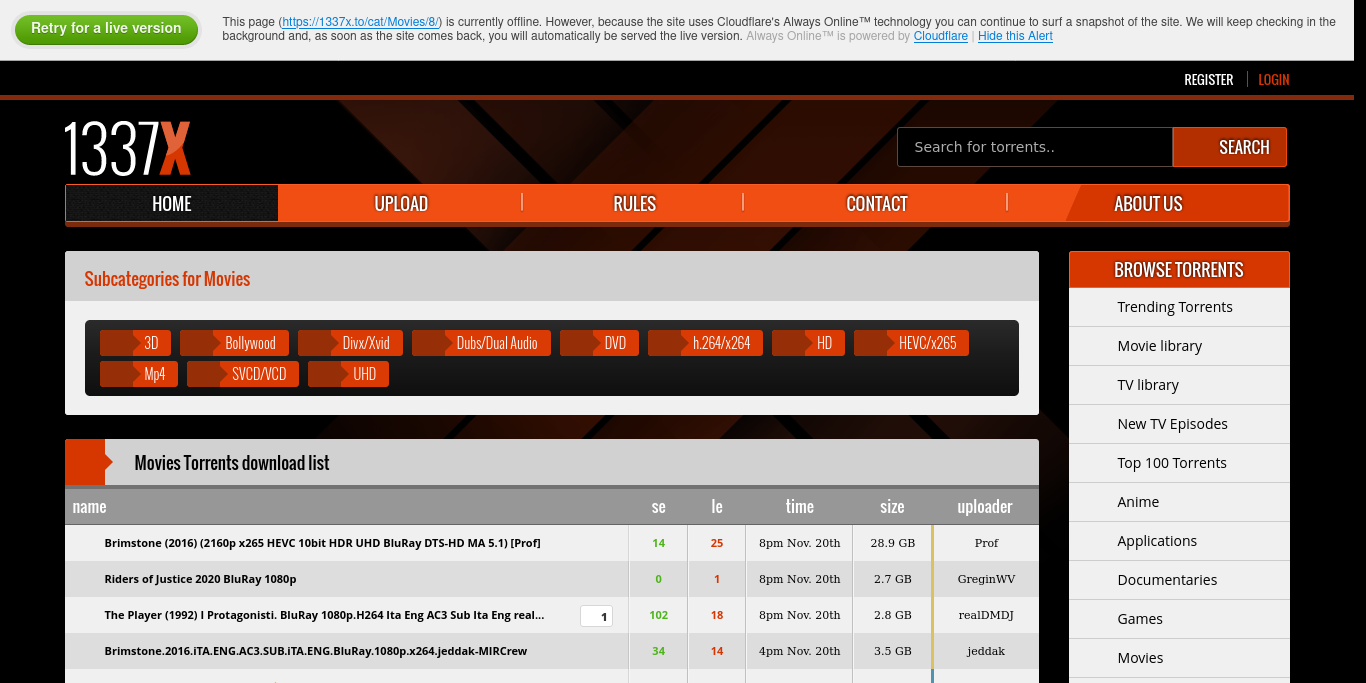 Retry for a live version
This page (https://1337x.to/cat/Movies/8/) is currently offline. However, because the site uses Cloudflare's Always Online™ technology you can continue to surf a snapshot of the site. We will keep checking in the
background and, as soon as the site comes back, you will automatically be served the live version. Always Online™ is powered by Cloudflare | Hide this Alert
REGISTER LOGIN
1337X
Search for torrents.. SEARCH
HOME UPLOAD RULES CONTACT ABOUT US
Subcategories for Movies
3D Bollywood Divx/Xvid Dubs/Dual Audio DVD h.264/x264 HD HEVC/x265
Mp4 SVCD/VCD UHD
Movies Torrents download list
name se le time size uploader
Brimstone (2016) (2160p x265 HEVC 10bit HDR UHD BluRay DTS-HD MA 5.1) [Prof] 14 25 8pm Nov. 20th 28.9 GB Prof
Riders of Justice 2020 BluRay 1080p 0 1 8pm Nov. 20th 2.7 GB GreginWV
The Player (1992) I Protagonisti. BluRay 1080p.H264 Ita Eng AC3 Sub Ita Eng real... 1 102 18 8pm Nov. 20th 2.8 GB realDMDJ
Brimstone.2016.iTA.ENG.AC3.SUB.iTA.ENG.BluRay.1080p.x264.jeddak-MIRCrew 34 14 4pm Nov. 20th 3.5 GB jeddak
BROWSE TORRENTS
Trending Torrents
Movie library
TV library
New TV Episodes
Top 100 Torrents
Anime
Applications
Documentaries
Games
Movies